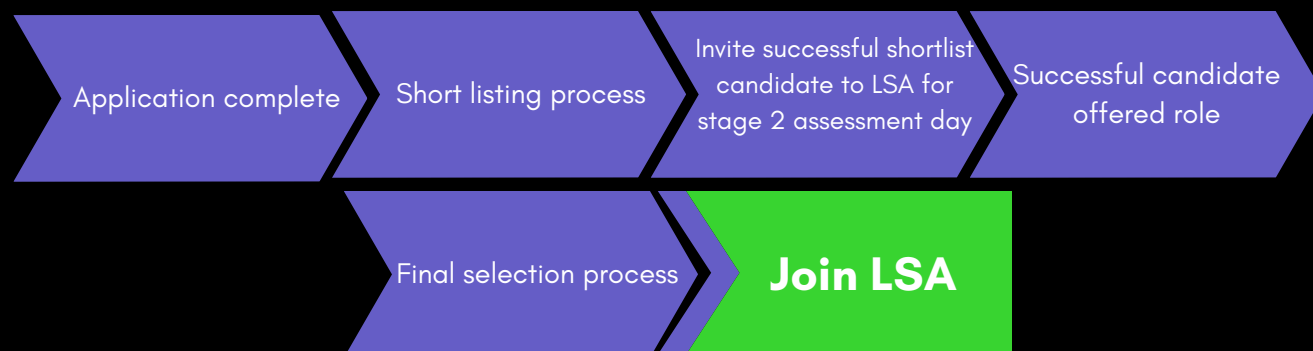 Application complete
Short listing process
Invite successful shortlist
candidate to LSA for
stage 2 assessment day
Successful candidate
offered role
Final selection process
Join LSA